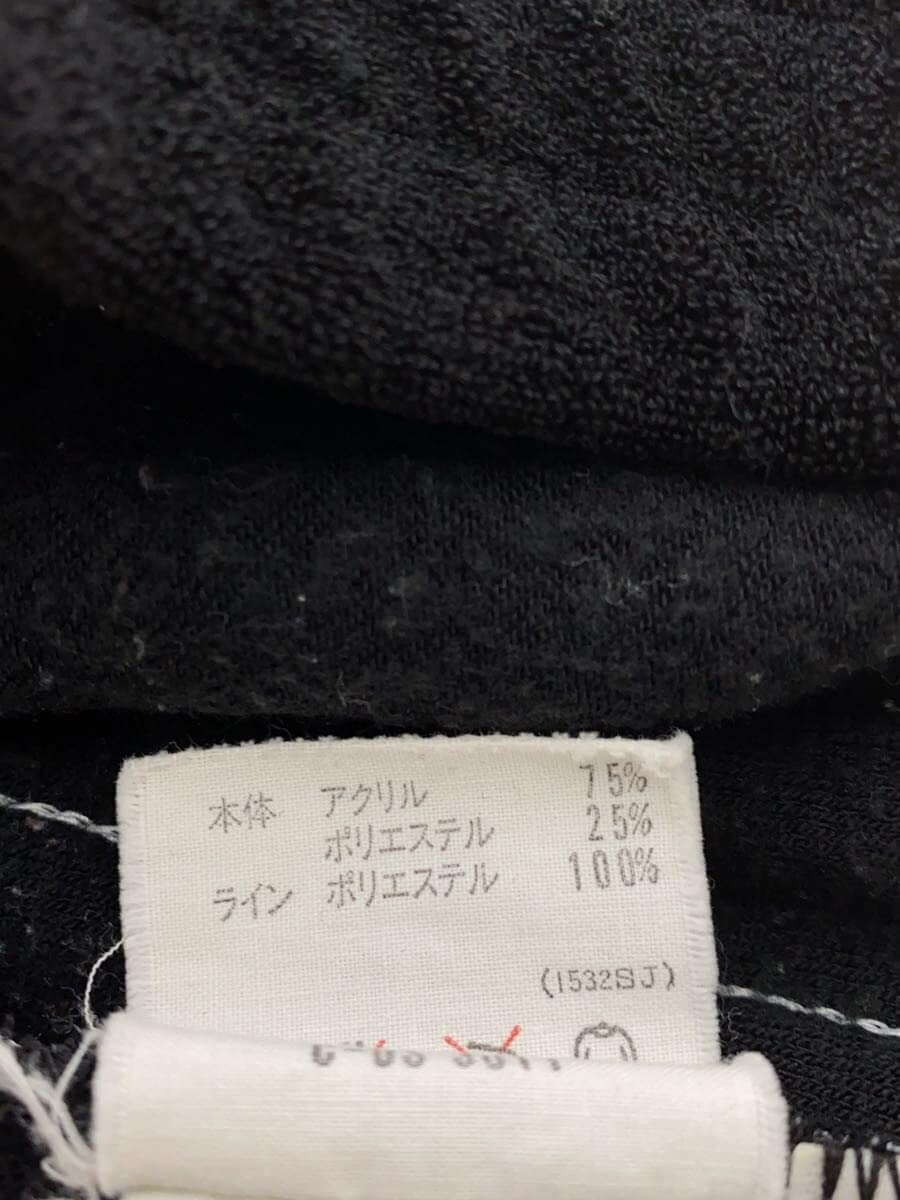 本体 アクリル 75%
ポリエステル 25%
ライン ポリエステル 100%
(1532SJ)